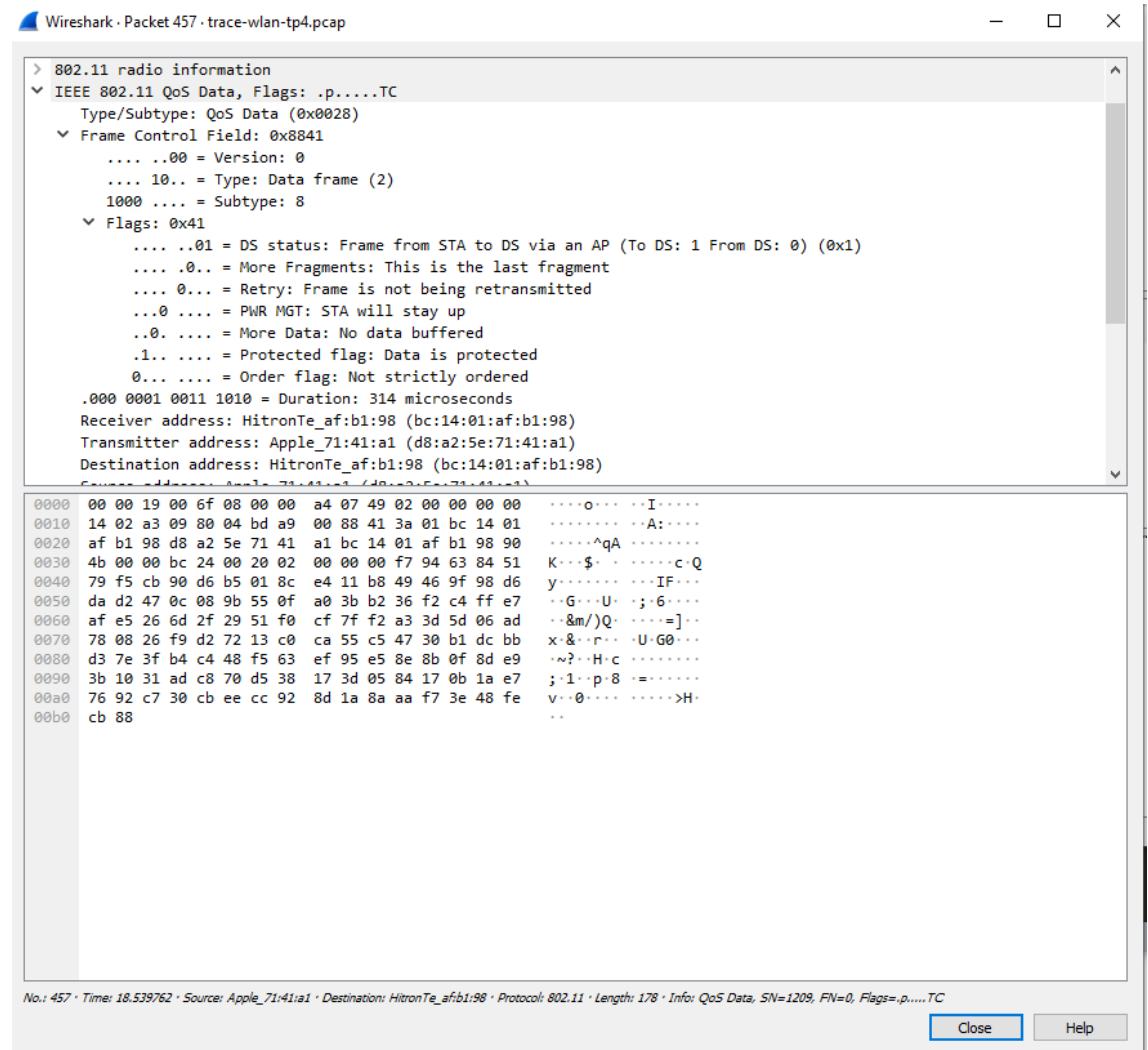 Wireshark · Packet 457 · trace-wlan-tp4.pcap
802.11 radio information
IEEE 802.11 QoS Data, Flags: .p.....TC
Type/Subtype: QoS Data (0x0028)
Frame Control Field: 0x8841
.... ..00 = Version: 0
.... 10.. = Type: Data frame (2)
1000 .... = Subtype: 8
Flags: 0x41
.... ..01 = DS status: Frame from STA to DS via an AP (To DS: 1 From DS: 0) (0x1)
.... .0.. = More Fragments: This is the last fragment
.... 0... = Retry: Frame is not being retransmitted
...0 .... = PWR MGT: STA will stay up
..0. .... = More Data: No data buffered
.1.. .... = Protected flag: Data is protected
0... .... = Order flag: Not strictly ordered
.000 0001 0011 1010 = Duration: 314 microseconds
Receiver address: HitronTe_af:b1:98 (bc:14:01:af:b1:98)
Transmitter address: Apple_71:41:a1 (d8:a2:5e:71:41:a1)
Destination address: HitronTe_af:b1:98 (bc:14:01:af:b1:98)
Source address: Apple_71:41:a1 (d8:a2:5e:71:41:a1)
0000 00 00 19 00 6f 08 00 00 a4 07 49 02 00 00 00 00 ····o··· ··I·····
0010 14 02 a3 09 80 04 bd a9 00 88 41 3a 01 bc 14 01 ········ ··A:····
0020 af b1 98 d8 a2 5e 71 41 a1 bc 14 01 af b1 98 90 ·····^qA ········
0030 4b 00 00 bc 24 00 20 02 00 00 00 f7 94 63 84 51 K···$· · ·····c·Q
0040 79 f5 cb 90 d6 b5 01 8c e4 11 b8 49 46 9f 98 d6 y······· ···IF···
0050 da d2 47 0c 08 9b 55 0f a0 3b b2 36 f2 c4 ff e7 ··G···U· ·;·6····
0060 af e5 26 6d 2f 29 51 f0 cf 7f f2 a3 3d 5d 06 ad ··&m/)Q· ····=]··
0070 78 08 26 f9 d2 72 13 c0 ca 55 c5 47 30 b1 dc bb x·&··r·· ·U·G0···
0080 d3 7e 3f b4 c4 48 f5 63 ef 95 e5 8e 8b 0f 8d e9 ·~?··H·c ········
0090 3b 10 31 ad c8 70 d5 38 17 3d 05 84 17 0b 1a e7 ;·1··p·8 ·=······
00a0 76 92 c7 30 cb ee cc 92 8d 1a 8a aa f7 3e 48 fe v··0···· ·····>H·
00b0 cb 88 ··
No.: 457 · Time: 18.539762 · Source: Apple_71:41:a1 · Destination: HitronTe_af:b1:98 · Protocol: 802.11 · Length: 178 · Info: QoS Data, SN=1209, FN=0, Flags=.p.....TC
Close Help